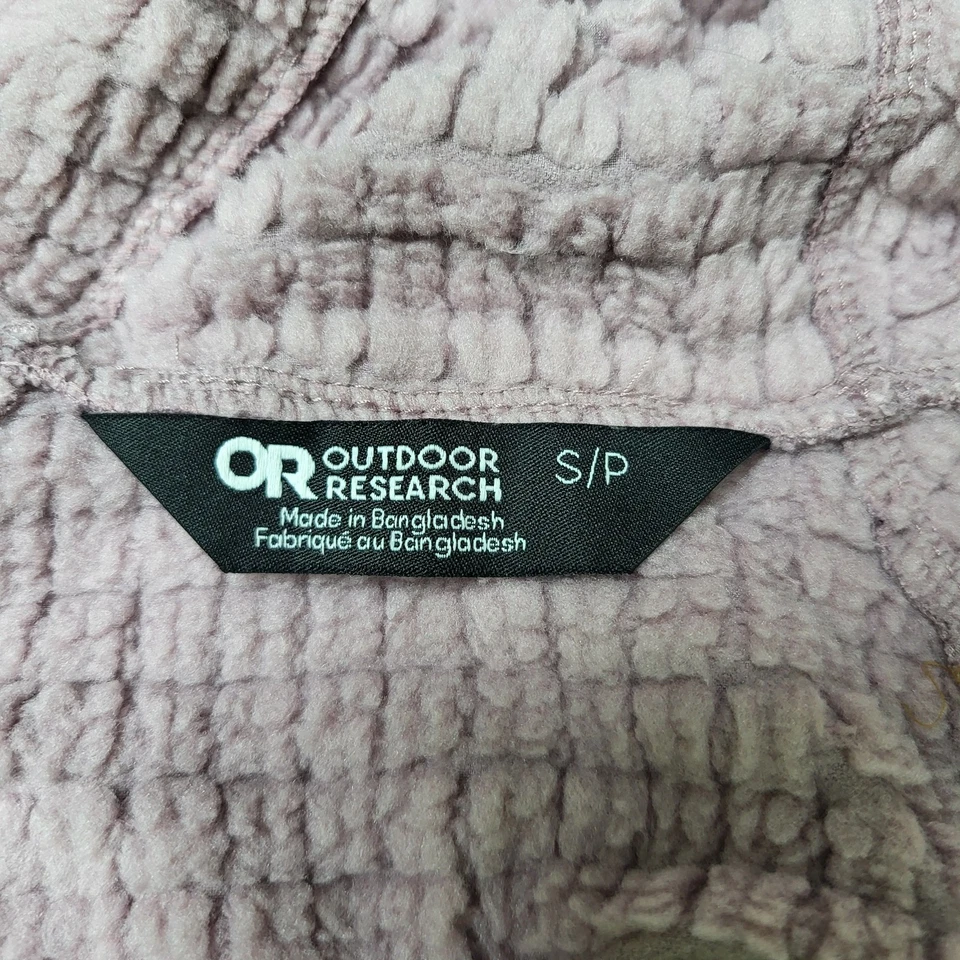 OR OUTDOOR RESEARCH S/P
Made in Bangladesh
Fabriqué au Bangladesh